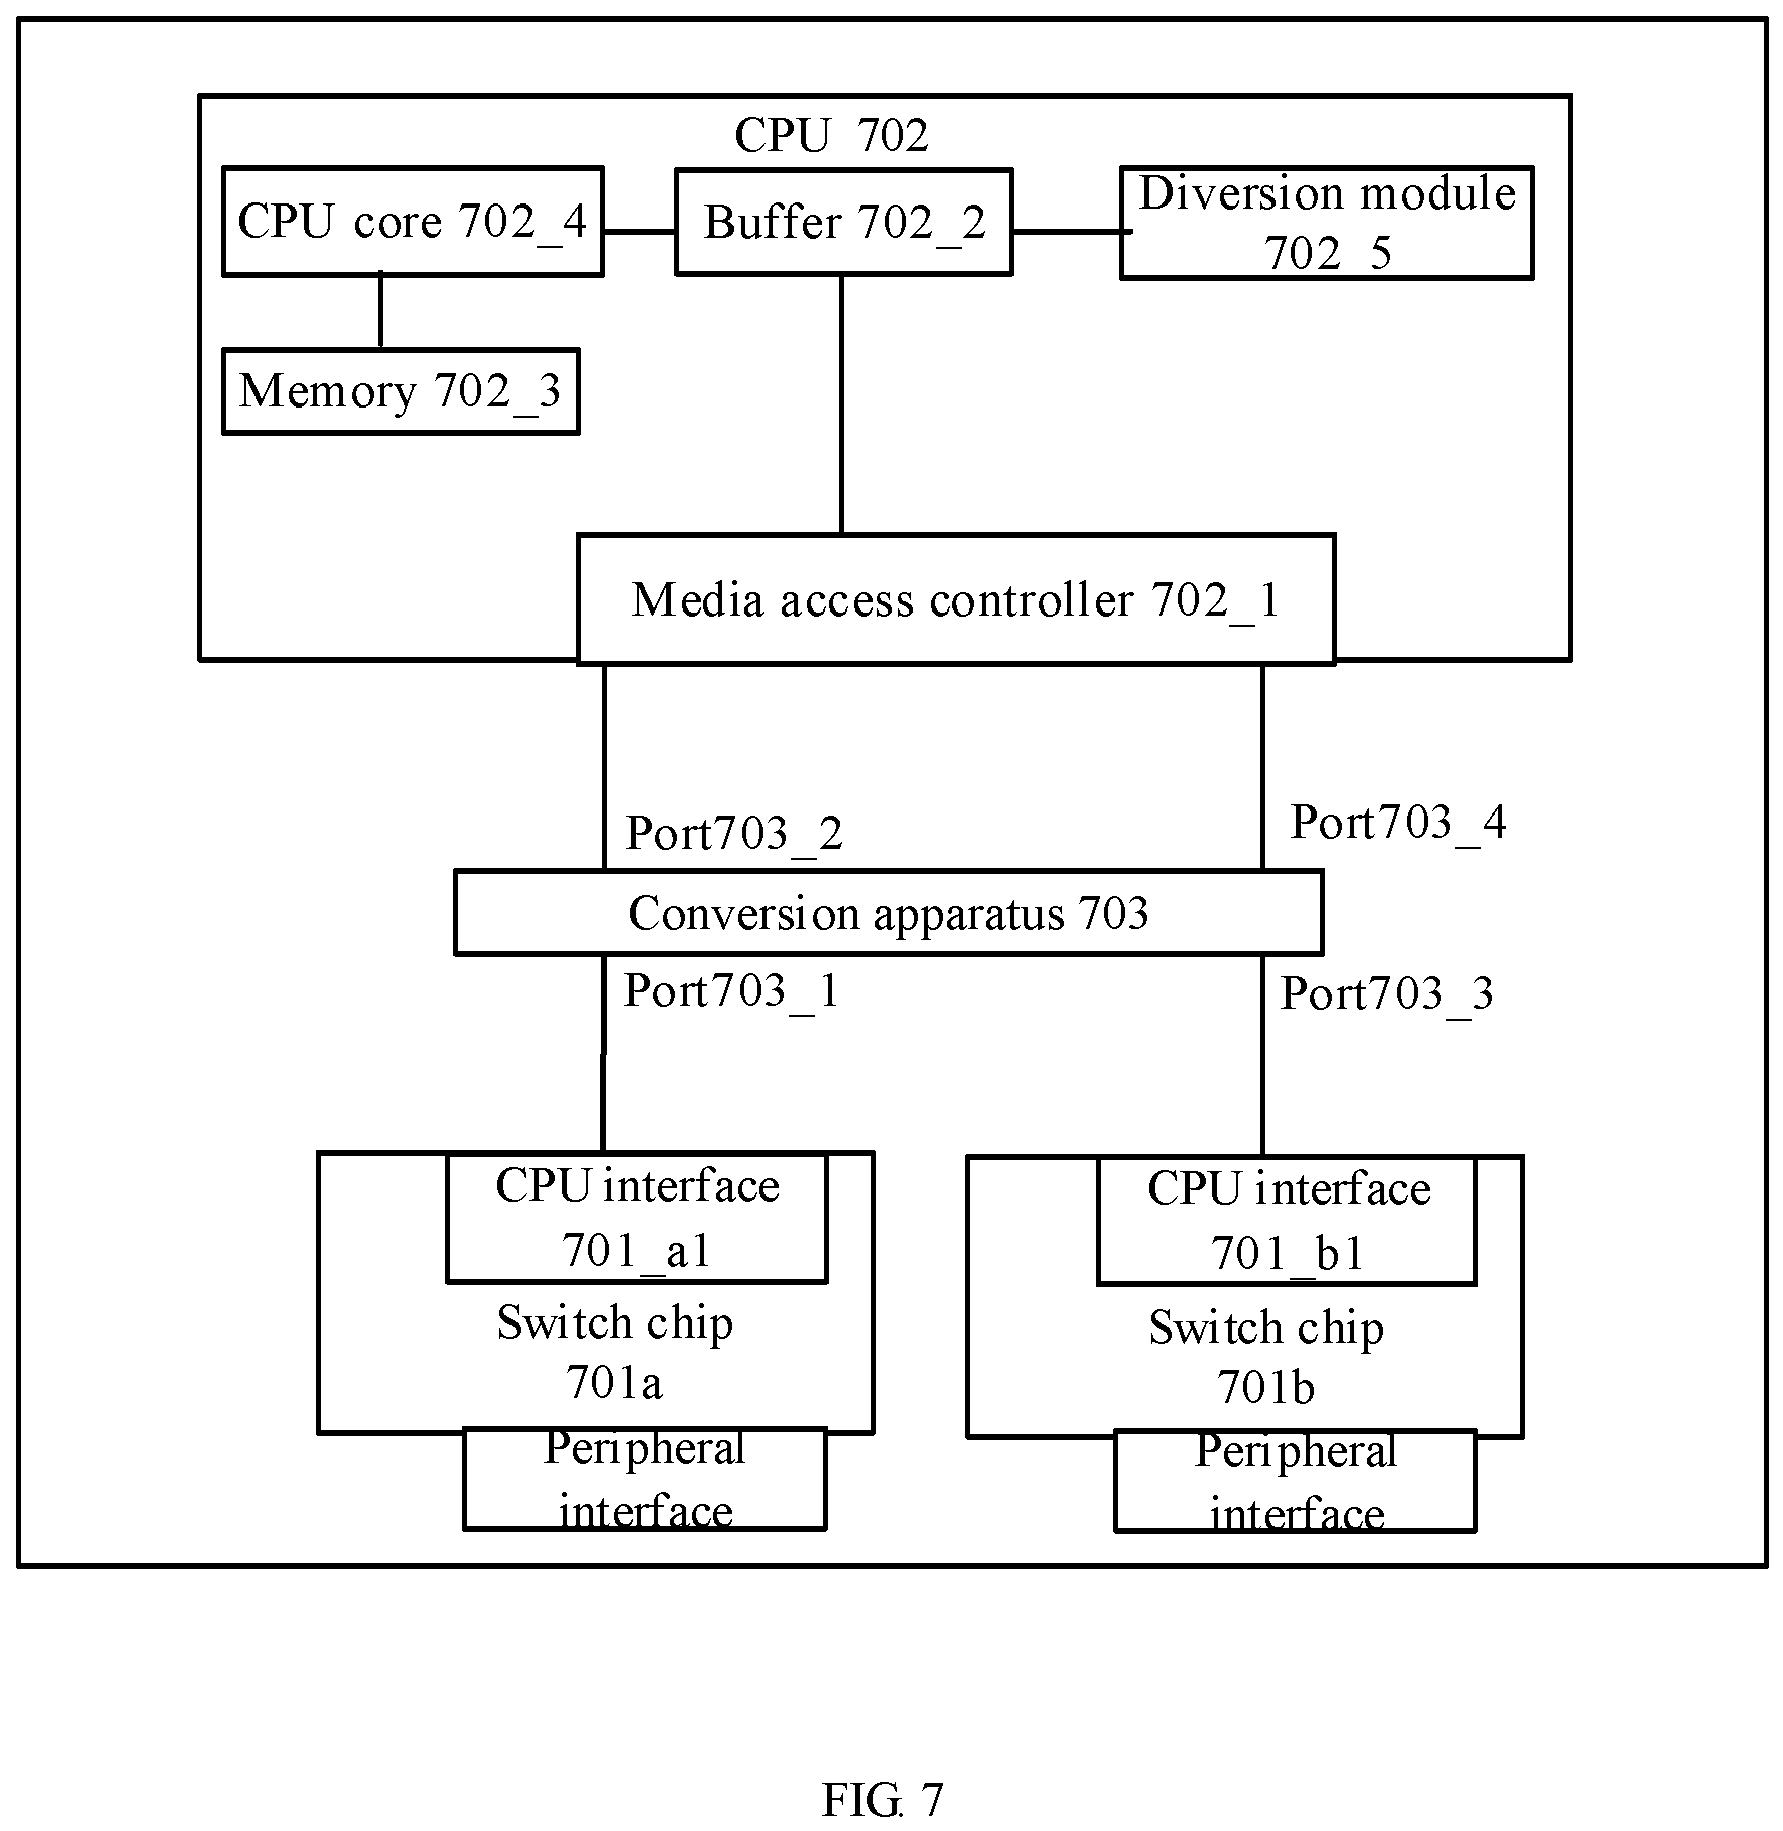 CPU 702
CPU core 702_4
Buffer 702_2
Diversion module
702_5
Memory 702_3
Media access controller 702_1
Port703_2
Port703_4
Conversion apparatus 703
Port703_1
Port703_3
CPU interface
701_a1
CPU interface
701_b1
Switch chip
701a
Switch chip
701b
Peripheral
interface
Peripheral
interface
FIG. 7